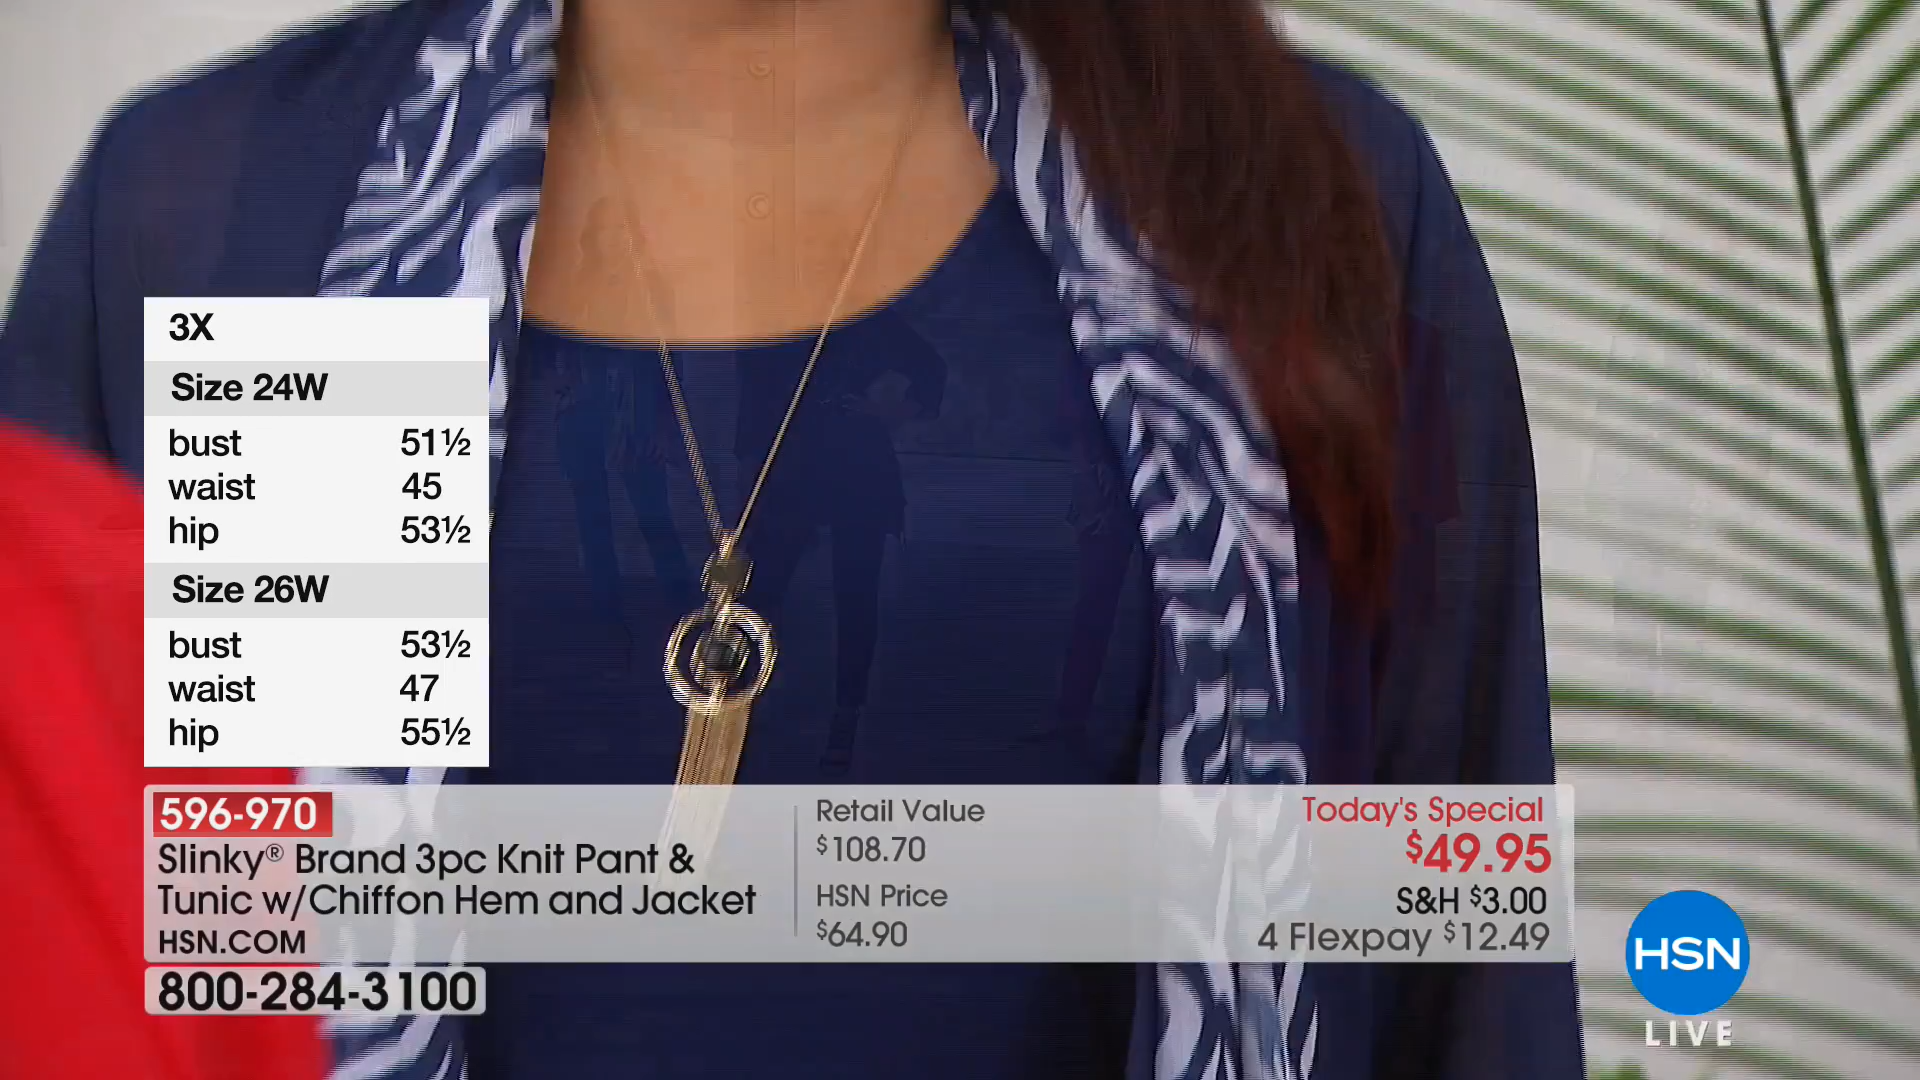 3X
Size 24W
bust 51½
waist 45
hip 53½
Size 26W
bust 53½
waist 47
hip 55½
596-970
Slinky® Brand 3pc Knit Pant &
Tunic w/Chiffon Hem and Jacket
HSN.COM
800-284-3100
Retail Value
$108.70
HSN Price
$64.90
Today's Special
$49.95
S&H $3.00
4 Flexpay $12.49
HSN
LIVE